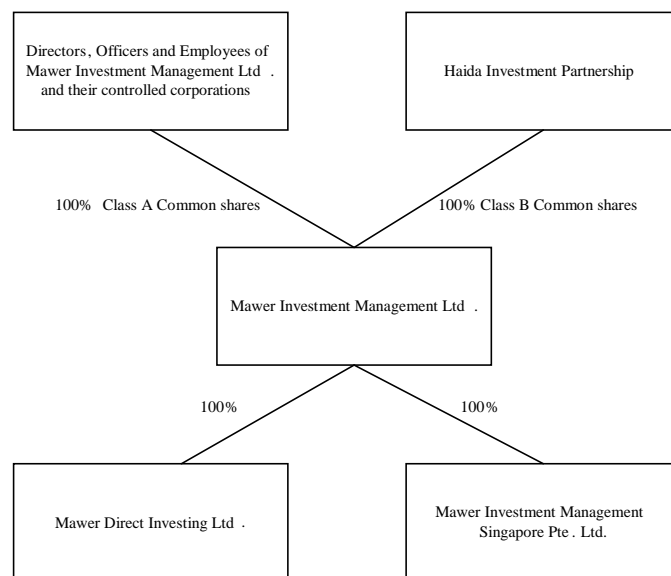 Directors, Officers and Employees of
Mawer Investment Management Ltd .
and their controlled corporations
Haida Investment Partnership
100% Class A Common shares
100% Class B Common shares
Mawer Investment Management Ltd .
100%
100%
Mawer Direct Investing Ltd .
Mawer Investment Management
Singapore Pte . Ltd.